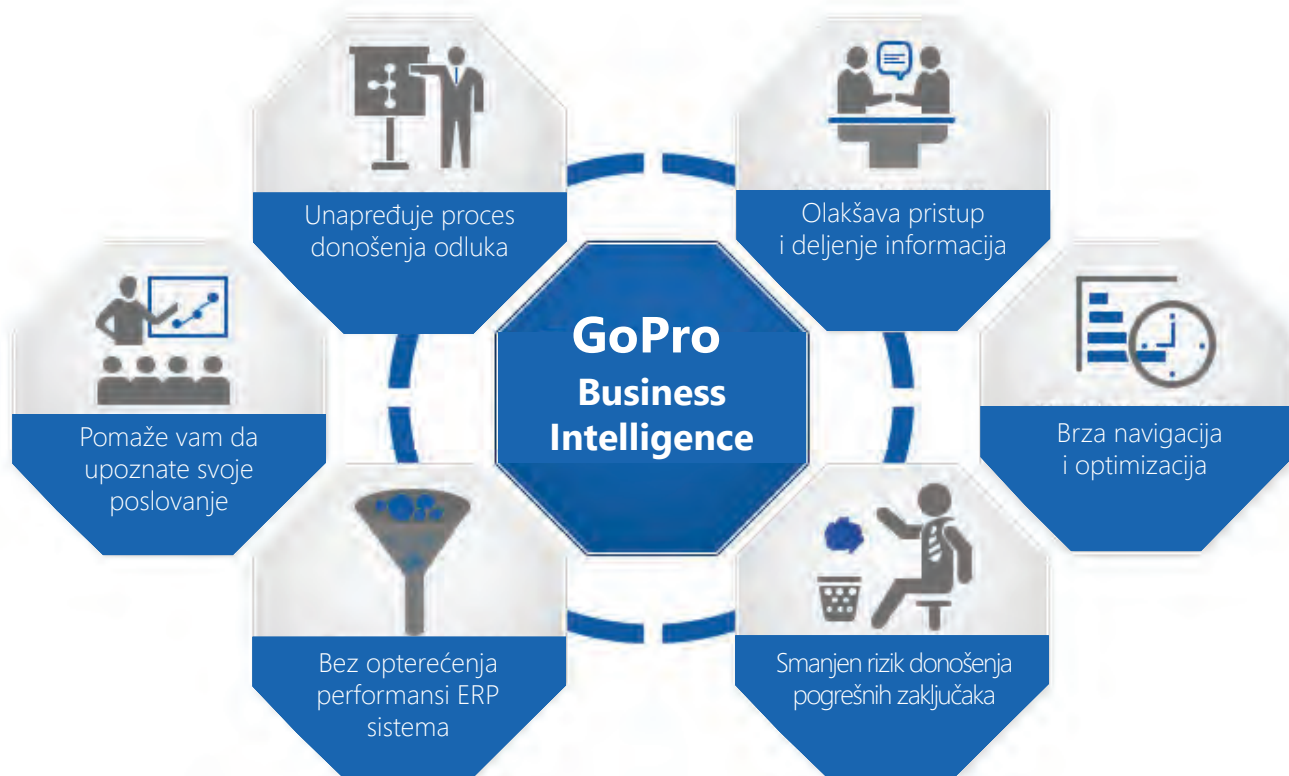 Unapređuje proces
donošenja odluka
Olakšava pristup
i deljenje informacija
Pomaže vam da
upoznate svoje
poslovanje
GoPro
Business
Intelligence
Brza navigacija
i optimizacija
Bez opterećenja
performansi ERP
sistema
Smanjen rizik donošenja
pogrešnih zaključaka